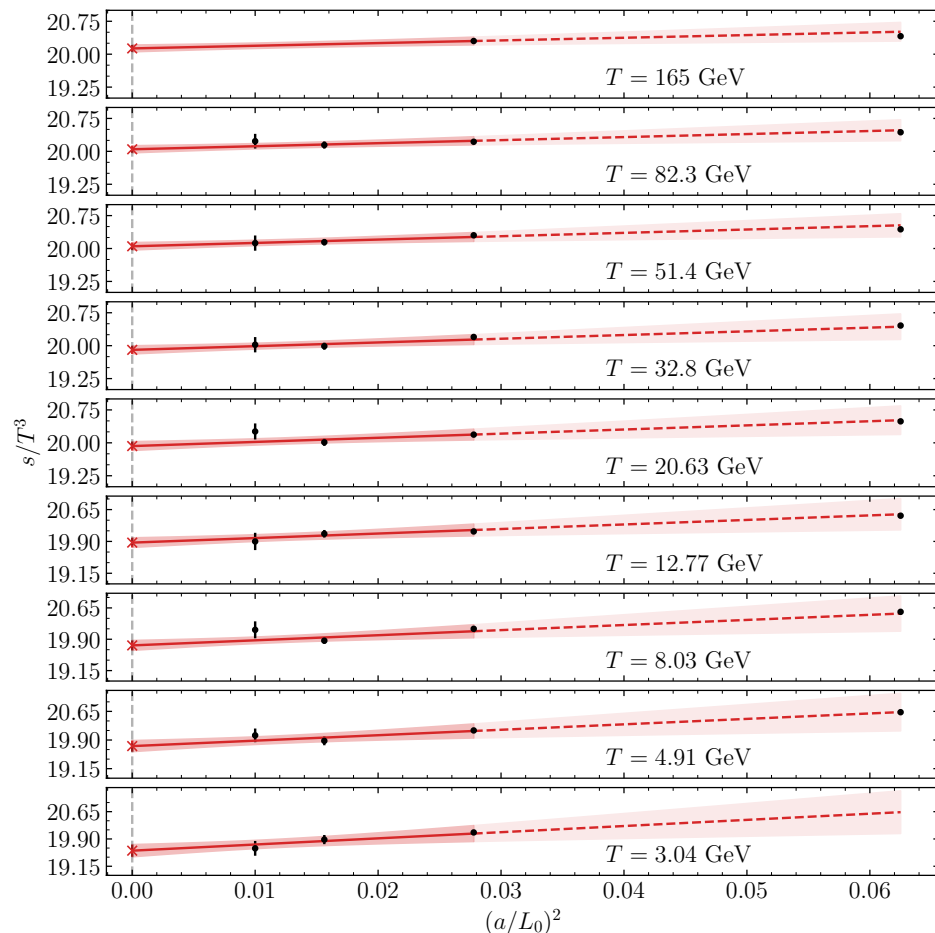 20.75
20.00
19.25
T = 165 GeV
20.75
20.00
19.25
T = 82.3 GeV
20.75
20.00
19.25
T = 51.4 GeV
20.75
20.00
19.25
T = 32.8 GeV
20.75
20.00
19.25
T = 20.63 GeV
s/T³
20.65
19.90
19.15
T = 12.77 GeV
20.65
19.90
19.15
T = 8.03 GeV
20.65
19.90
19.15
T = 4.91 GeV
20.65
19.90
19.15
T = 3.04 GeV
0.00 0.01 0.02 0.03 0.04 0.05 0.06
(a/L₀)²